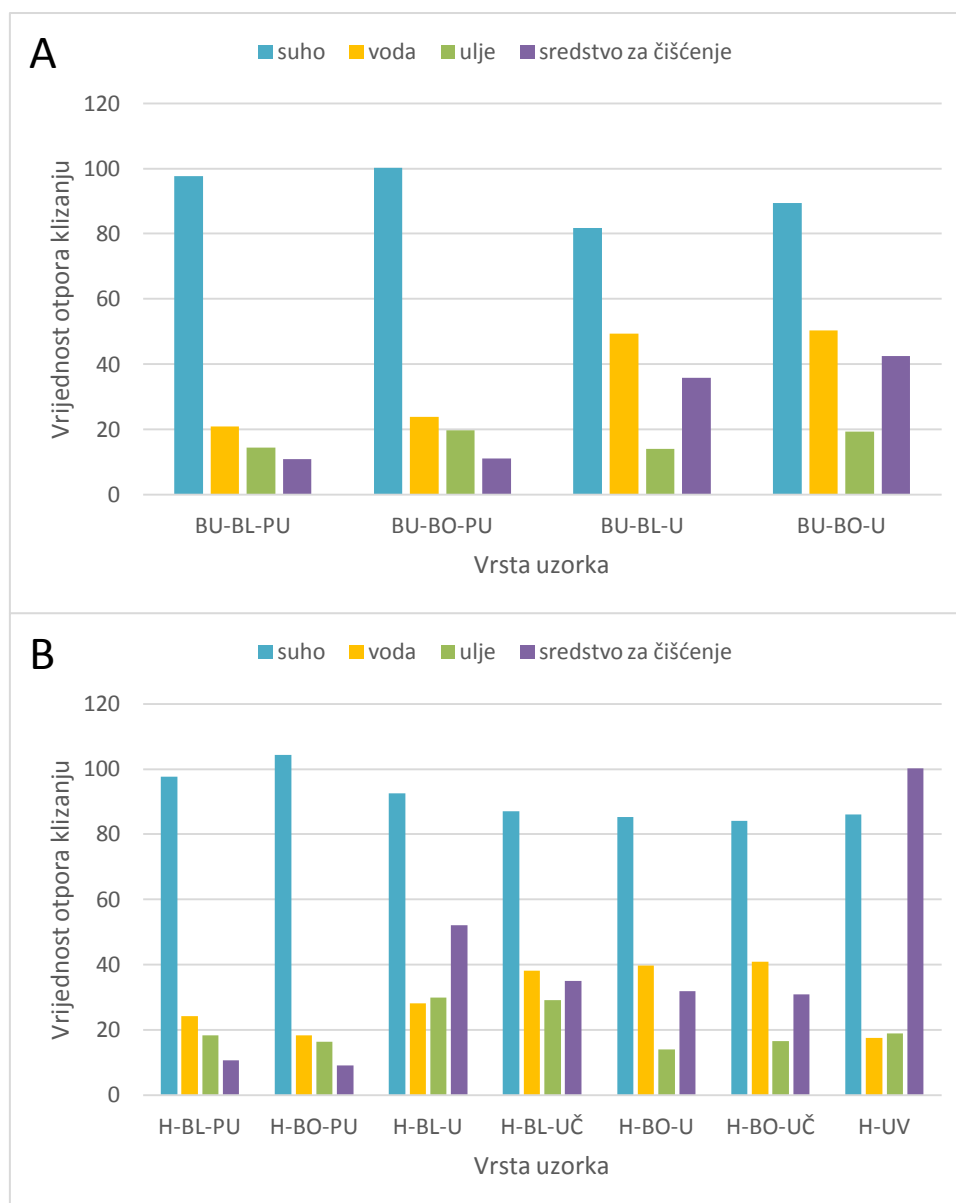 A
suho voda ulje sredstvo za čišćenje
120
100
80
60
40
20
0
Vrijednost otpora klizanju
BU-BL-PU BU-BO-PU BU-BL-U BU-BO-U
Vrsta uzorka
B
suho voda ulje sredstvo za čišćenje
120
100
80
60
40
20
0
Vrijednost otpora klizanju
H-BL-PU H-BO-PU H-BL-U H-BL-UČ H-BO-U H-BO-UČ H-UV
Vrsta uzorka